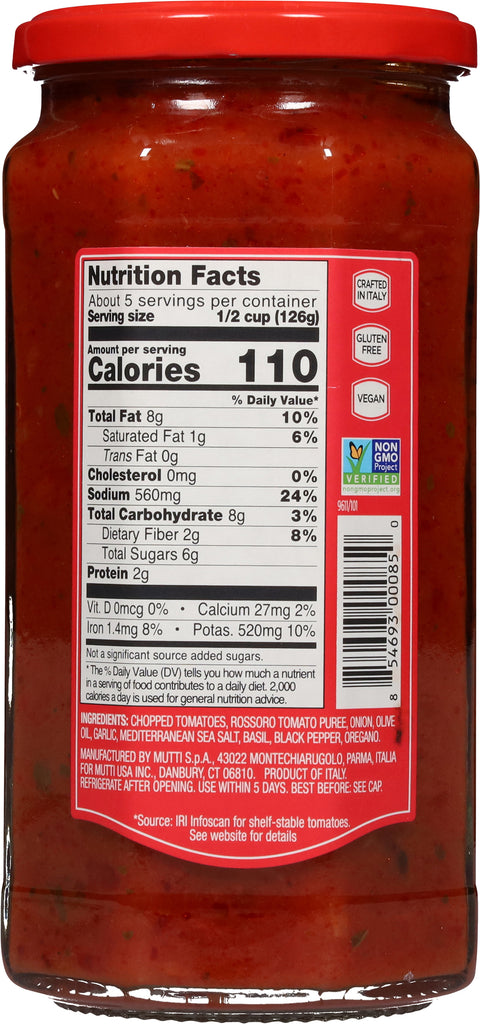 Nutrition Facts
About 5 servings per container
Serving size 1/2 cup (126g)
Amount per serving
Calories 110
% Daily Value*
Total Fat 8g 10%
Saturated Fat 1g 6%
Trans Fat 0g
Cholesterol 0mg 0%
Sodium 560mg 24%
Total Carbohydrate 8g 3%
Dietary Fiber 2g 8%
Total Sugars 6g
Protein 2g
Vit. D 0mcg 0% • Calcium 27mg 2%
Iron 1.4mg 8% • Potas. 520mg 10%
Not a significant source added sugars.
*The % Daily Value (DV) tells you how much a nutrient
in a serving of food contributes to a daily diet. 2,000
calories a day is used for general nutrition advice.
CRAFTED
IN ITALY
GLUTEN
FREE
VEGAN
NON
GMO
Project
VERIFIED
nongmoproject.org
9611/101
8 54693 00085 0
INGREDIENTS: CHOPPED TOMATOES, ROSSORO TOMATO PUREE, ONION, OLIVE
OIL, GARLIC, MEDITERRANEAN SEA SALT, BASIL, BLACK PEPPER, OREGANO.
MANUFACTURED BY MUTTI S.p.A., 43022 MONTECHIARUGOLO, PARMA, ITALIA
FOR MUTTI USA INC., DANBURY, CT 06810. PRODUCT OF ITALY.
REFRIGERATE AFTER OPENING. USE WITHIN 5 DAYS. BEST BEFORE: SEE CAP.
*Source: IRI Infoscan for shelf-stable tomatoes.
See website for details